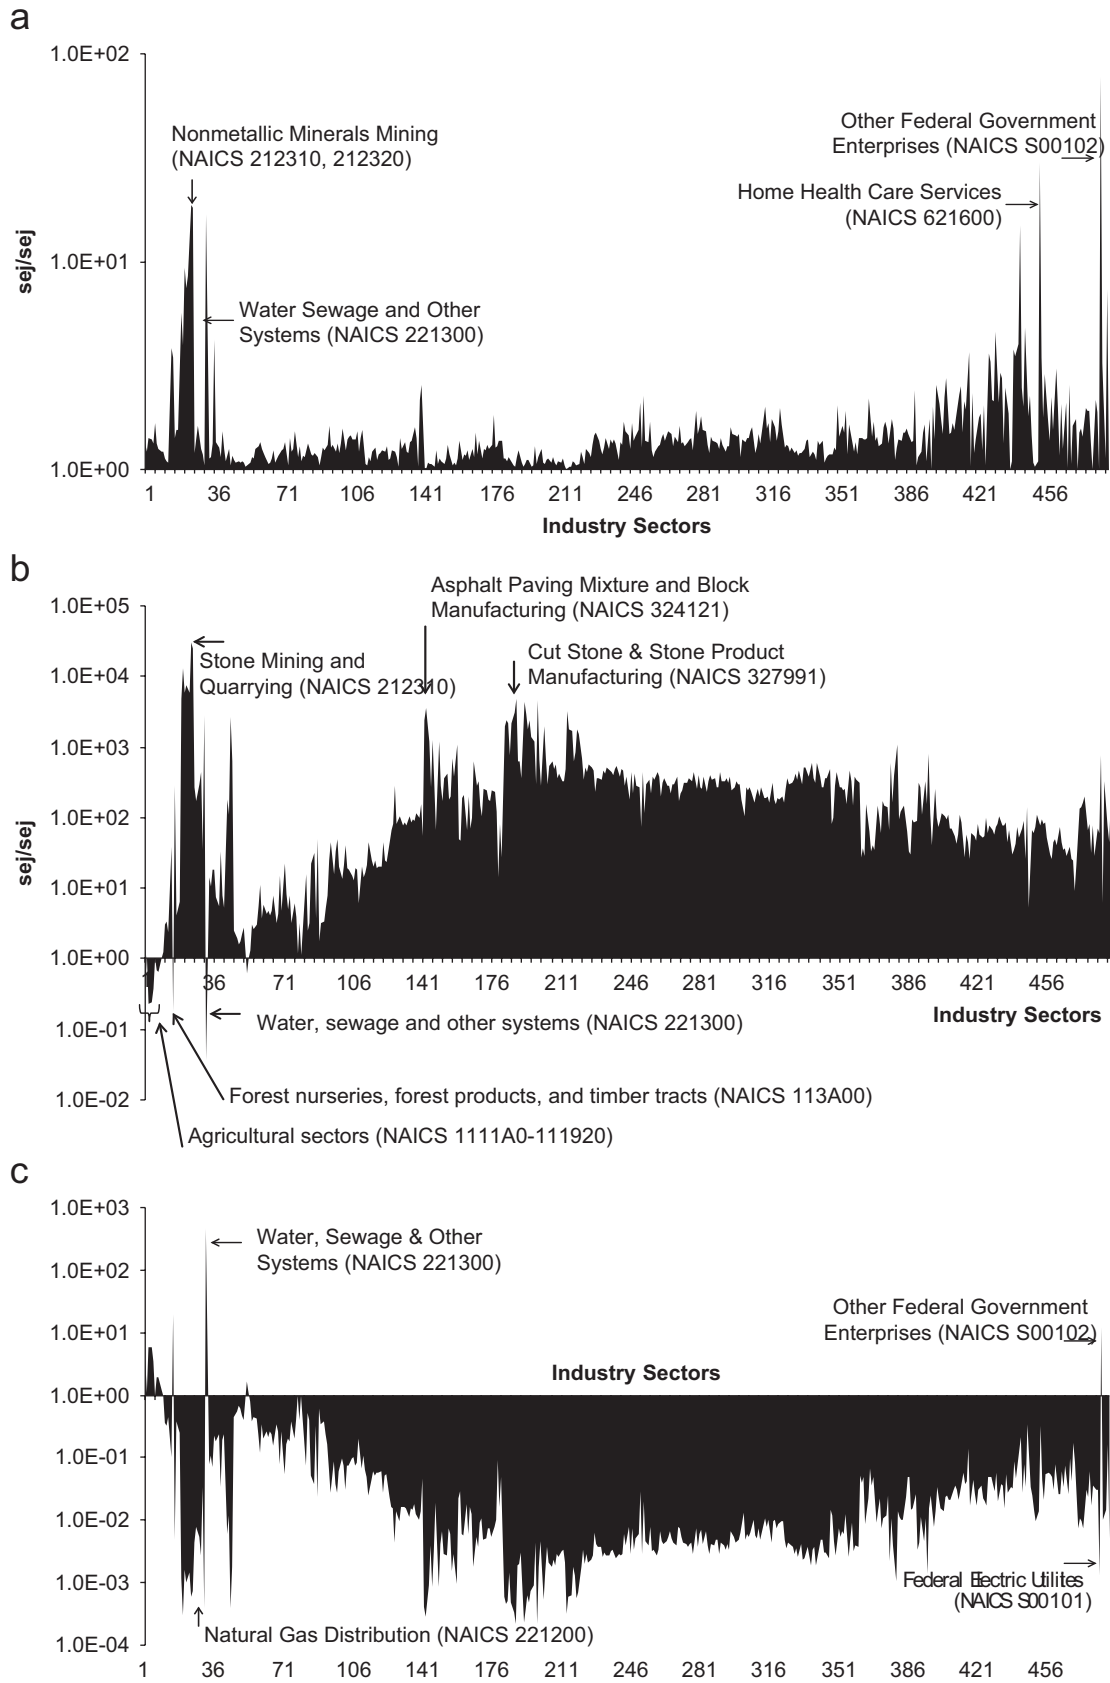 a
1.0E+02
Nonmetallic Minerals Mining
(NAICS 212310, 212320)
Other Federal Government
Enterprises (NAICS S00102)
Home Health Care Services
(NAICS 621600)
sej/sej
1.0E+01
Water Sewage and Other
Systems (NAICS 221300)
1.0E+00
1 36 71 106 141 176 211 246 281 316 351 386 421 456
Industry Sectors
b
Asphalt Paving Mixture and Block
Manufacturing (NAICS 324121)
1.0E+05
Cut Stone & Stone Product
Manufacturing (NAICS 327991)
Stone Mining and
Quarrying (NAICS 212310)
1.0E+04
1.0E+03
1.0E+02
sej/sej
1.0E+01
1.0E+00
1 36 71 106 141 176 211 246 281 316 351 386 421 456
Industry Sectors
Water, sewage and other systems (NAICS 221300)
1.0E-01
Forest nurseries, forest products, and timber tracts (NAICS 113A00)
1.0E-02
Agricultural sectors (NAICS 1111A0-111920)
c
1.0E+03
Water, Sewage & Other
Systems (NAICS 221300)
1.0E+02
Other Federal Government
Enterprises (NAICS S00102)
1.0E+01
Industry Sectors
1.0E+00
1.0E-01
1.0E-02
1.0E-03
Federal Electric Utilites
(NAICS S00101)
Natural Gas Distribution (NAICS 221200)
1.0E-04
1 36 71 106 141 176 211 246 281 316 351 386 421 456